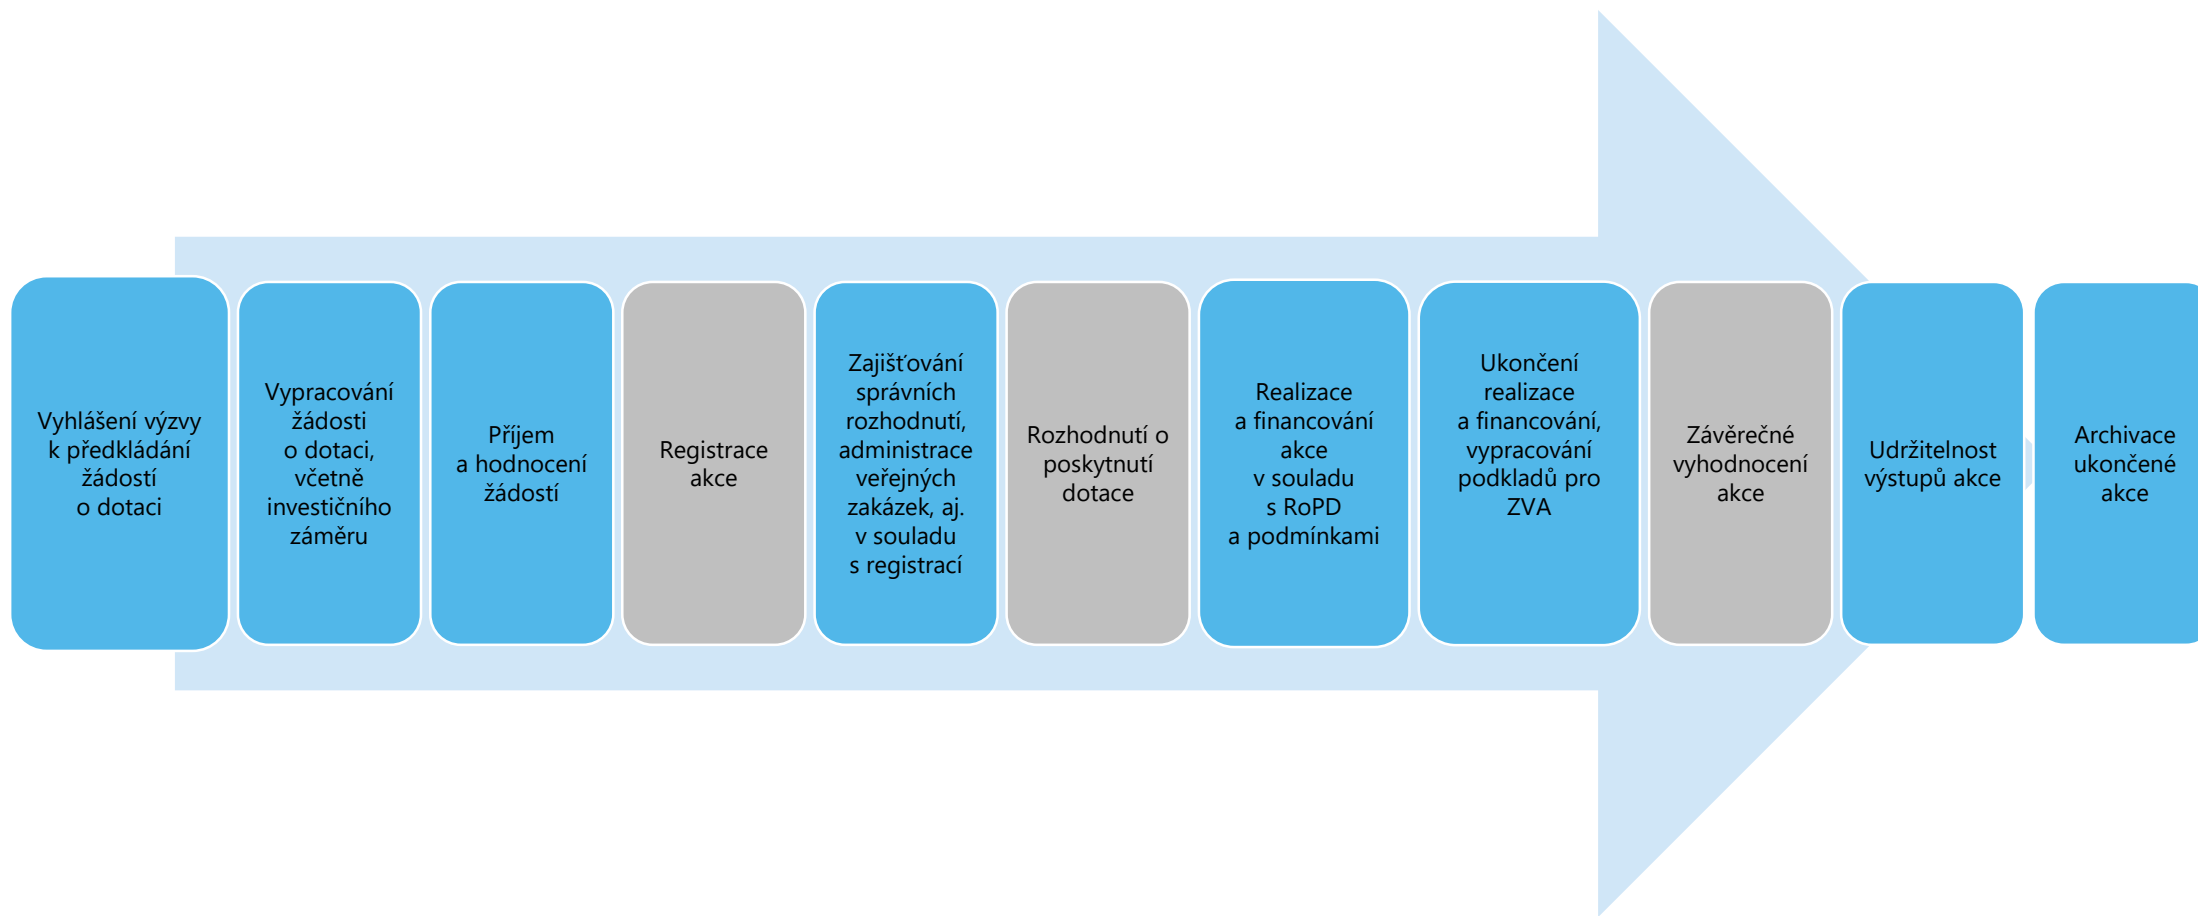 Vyhlášení výzvy
k předkládání
žádostí
o dotaci
Vypracování
žádosti
o dotaci,
včetně
investičního
záměru
Příjem
a hodnocení
žádostí
Registrace
akce
Zajišťování
správních
rozhodnutí,
administrace
veřejných
zakázek, aj.
v souladu
s registrací
Rozhodnutí o
poskytnutí
dotace
Realizace
a financování
akce
v souladu
s RoPD
a podmínkami
Ukončení
realizace
a financování,
vypracování
podkladů pro
ZVA
Závěrečné
vyhodnocení
akce
Udržitelnost
výstupů akce
Archivace
ukončené
akce